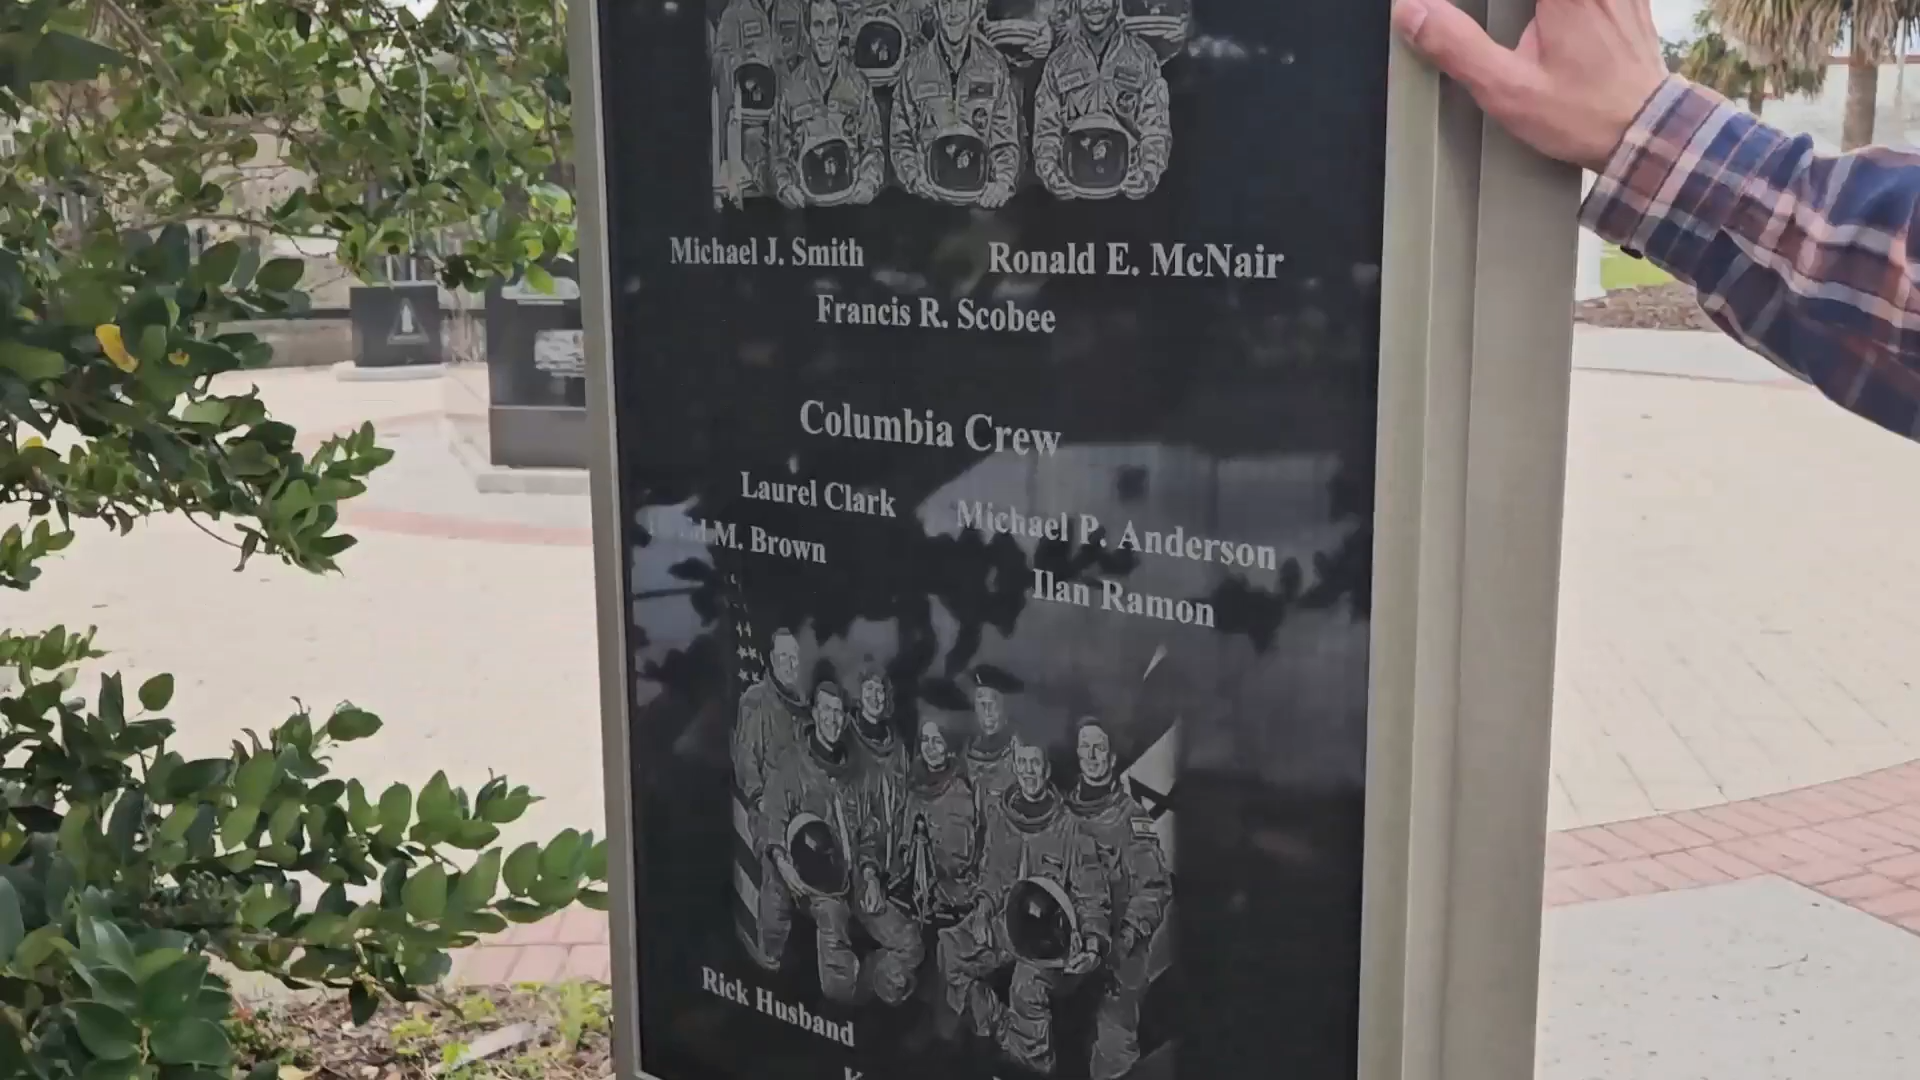 Michael J. Smith
Ronald E. McNair
Francis R. Scobee
Columbia Crew
Laurel Clark
Michael P. Anderson
M. Brown
Ilan Ramon
Rick Husband